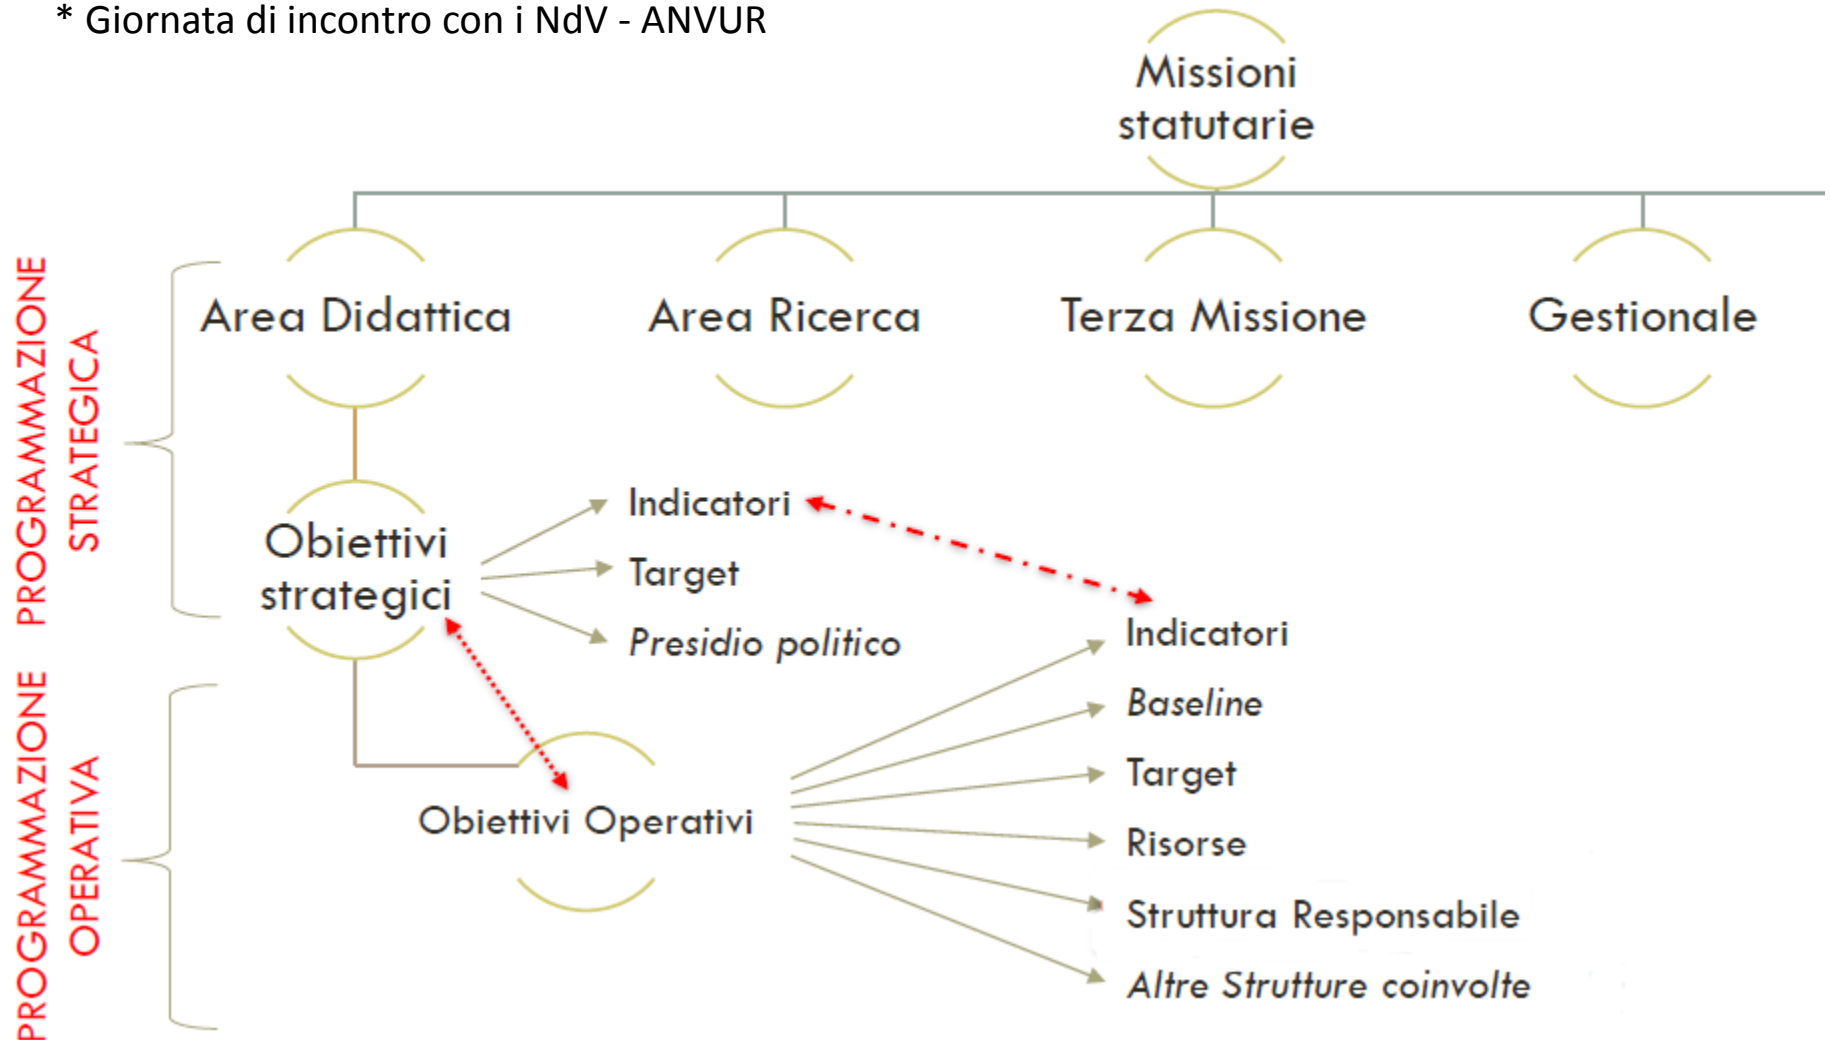 * Giornata di incontro con i NdV - ANVUR
Missioni
statutarie
PROGRAMMAZIONE
STRATEGICA
Area Didattica
Area Ricerca
Terza Missione
Gestionale
Obiettivi
strategici
Indicatori
Target
Presidio politico
PROGRAMMAZIONE
OPERATIVA
Obiettivi Operativi
Indicatori
Baseline
Target
Risorse
Struttura Responsabile
Altre Strutture coinvolte